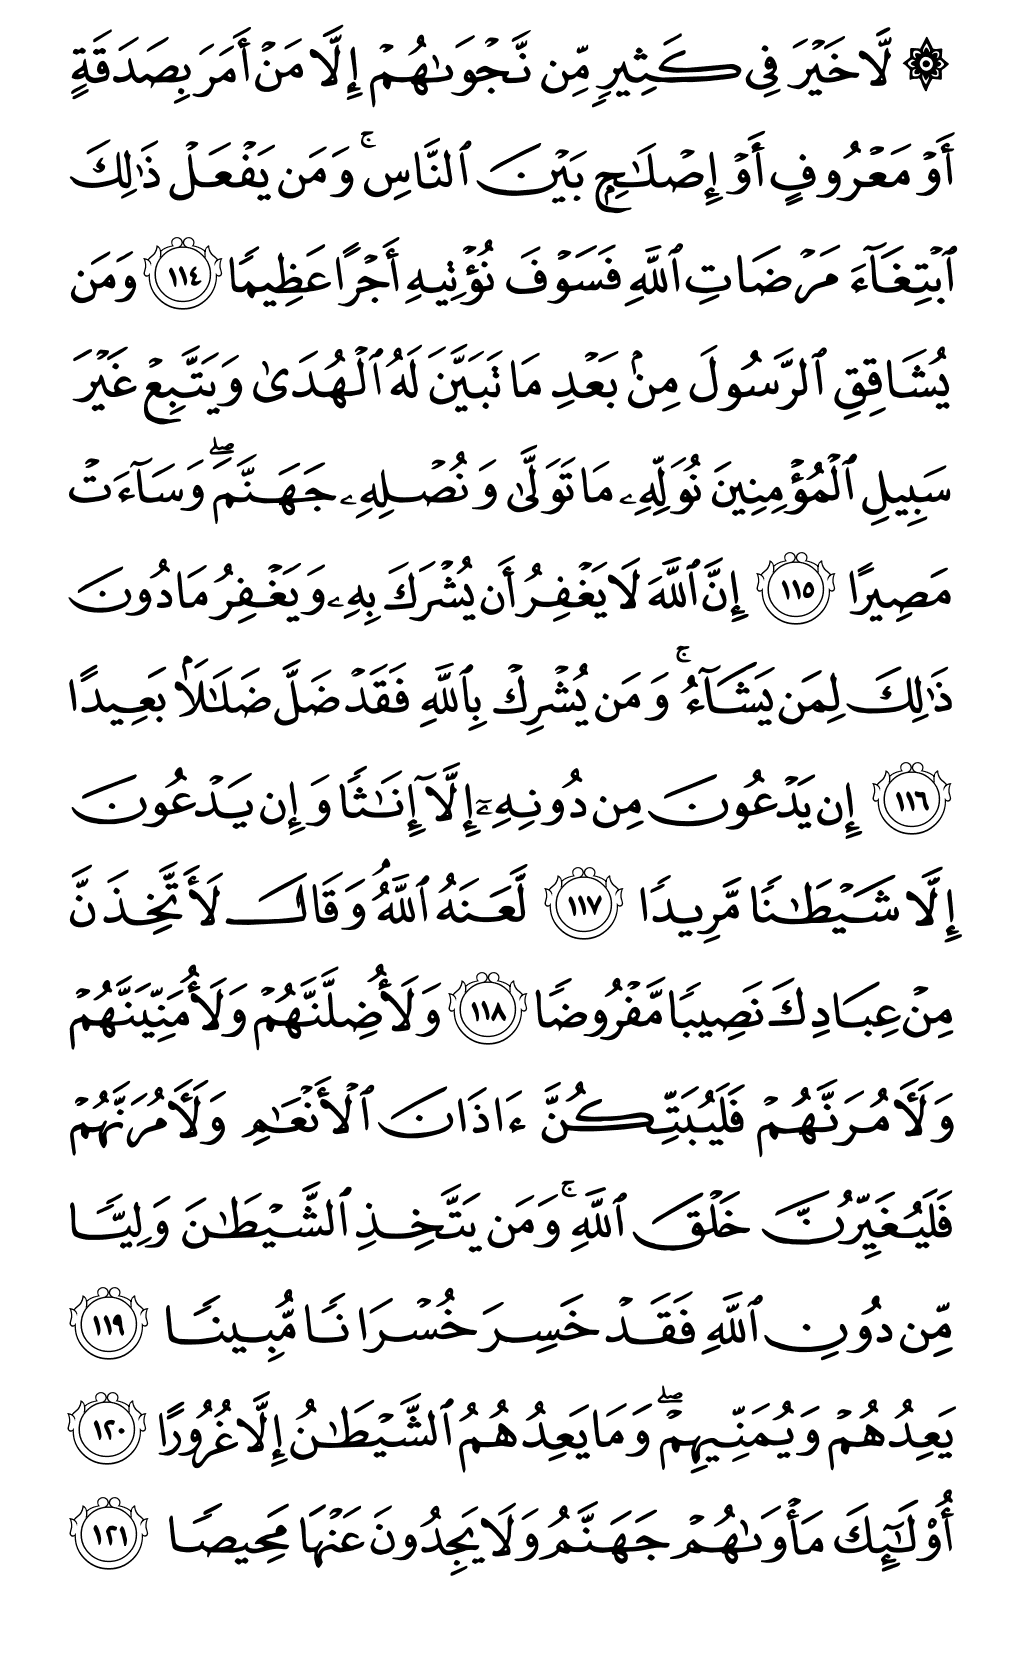 ۞ لَّا خَيْرَ فِي كَثِيرٍ مِّن نَّجْوَىٰهُمْ إِلَّا مَنْ أَمَرَ بِصَدَقَةٍ
أَوْ مَعْرُوفٍ أَوْ إِصْلَـٰحٍۭ بَيْنَ ٱلنَّاسِ ۚ وَمَن يَفْعَلْ ذَٰلِكَ
ٱبْتِغَآءَ مَرْضَاتِ ٱللَّهِ فَسَوْفَ نُؤْتِيهِ أَجْرًا عَظِيمًا ١١٤ وَمَن
يُشَاقِقِ ٱلرَّسُولَ مِنۢ بَعْدِ مَا تَبَيَّنَ لَهُ ٱلْهُدَىٰ وَيَتَّبِعْ غَيْرَ
سَبِيلِ ٱلْمُؤْمِنِينَ نُوَلِّهِۦ مَا تَوَلَّىٰ وَنُصْلِهِۦ جَهَنَّمَ ۖ وَسَآءَتْ
مَصِيرًا ١١٥ إِنَّ ٱللَّهَ لَا يَغْفِرُ أَن يُشْرَكَ بِهِۦ وَيَغْفِرُ مَا دُونَ
ذَٰلِكَ لِمَن يَشَآءُ ۚ وَمَن يُشْرِكْ بِٱللَّهِ فَقَدْ ضَلَّ ضَلَـٰلًۢا بَعِيدًا
١١٦ إِن يَدْعُونَ مِن دُونِهِۦٓ إِلَّآ إِنَـٰثًا وَإِن يَدْعُونَ
إِلَّا شَيْطَـٰنًا مَّرِيدًا ١١٧ لَّعَنَهُ ٱللَّهُ ۘ وَقَالَ لَأَتَّخِذَنَّ
مِنْ عِبَادِكَ نَصِيبًا مَّفْرُوضًا ١١٨ وَلَأُضِلَّنَّهُمْ وَلَأُمَنِّيَنَّهُمْ
وَلَـَٔامُرَنَّهُمْ فَلَيُبَتِّكُنَّ ءَاذَانَ ٱلْأَنْعَـٰمِ وَلَـَٔامُرَنَّهُمْ
فَلَيُغَيِّرُنَّ خَلْقَ ٱللَّهِ ۚ وَمَن يَتَّخِذِ ٱلشَّيْطَـٰنَ وَلِيًّا
مِّن دُونِ ٱللَّهِ فَقَدْ خَسِرَ خُسْرَانًا مُّبِينًا ١١٩
يَعِدُهُمْ وَيُمَنِّيهِمْ ۖ وَمَا يَعِدُهُمُ ٱلشَّيْطَـٰنُ إِلَّا غُرُورًا ١٢٠
أُو۟لَـٰٓئِكَ مَأْوَىٰهُمْ جَهَنَّمُ وَلَا يَجِدُونَ عَنْهَا مَحِيصًا ١٢١